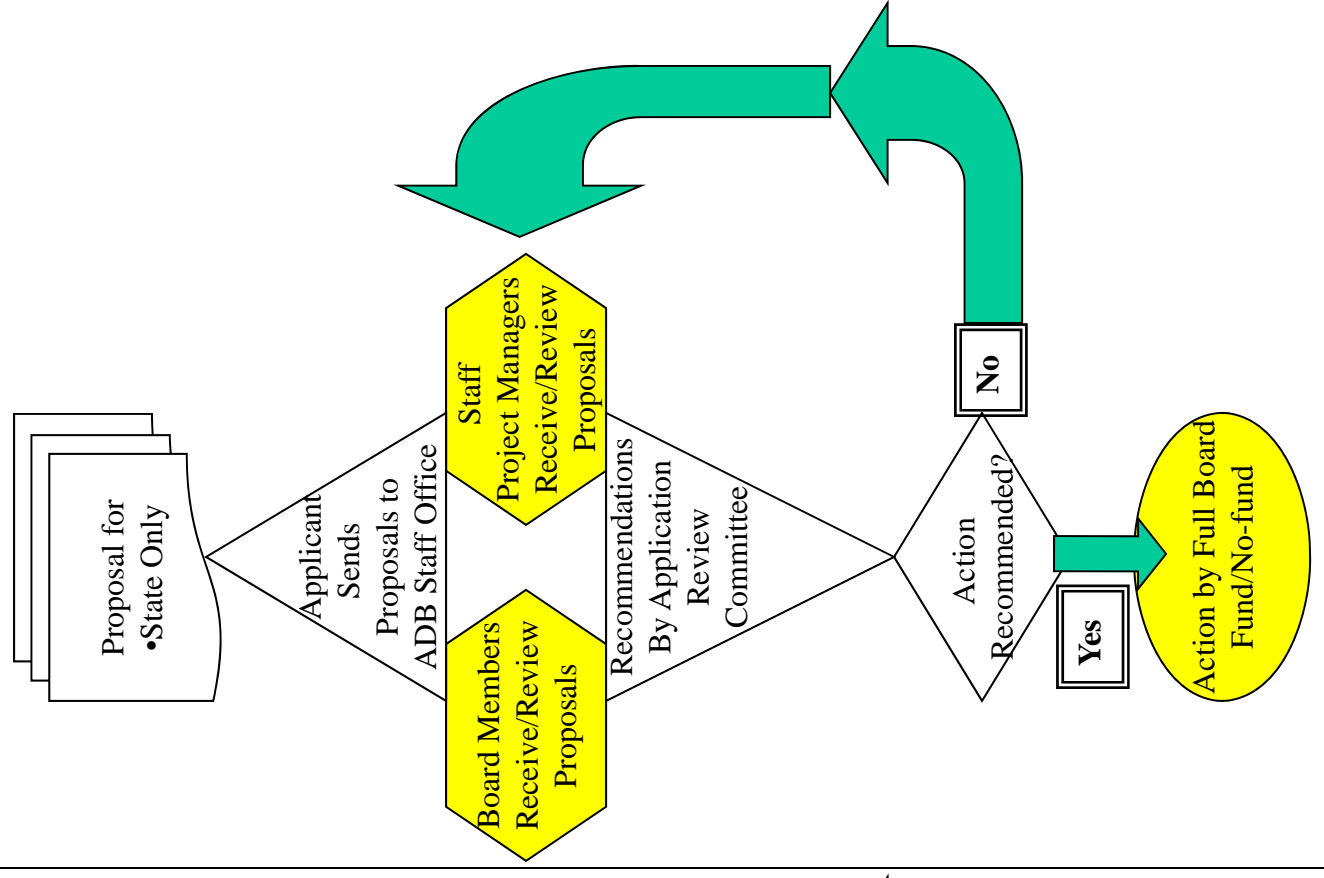 Proposal for
•State Only
Applicant
Sends
Proposals to
ADB Staff Office
Board Members
Receive/Review
Proposals
Staff
Project Managers
Receive/Review
Proposals
Recommendations
By Application
Review
Committee
Action
Recommended?
No
Yes
Action by Full Board
Fund/No-fund